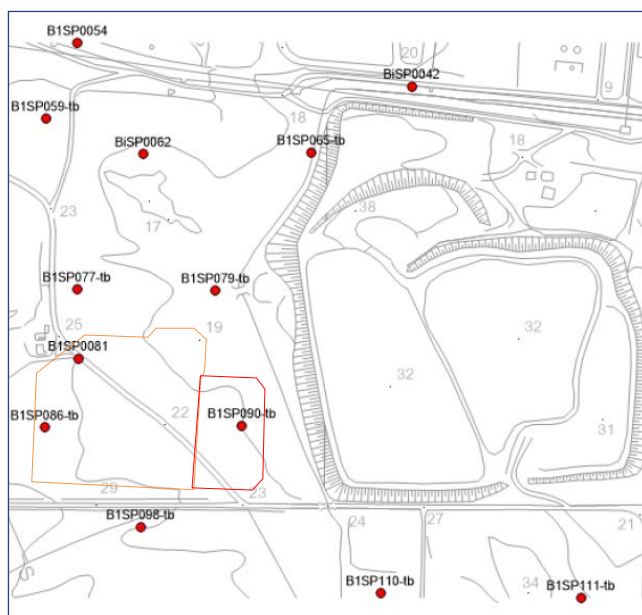 B1SP0054
20
BiSP0042
9
B1SP059-tb
18
BiSP0062
B1SP065-tb
18
23
17
38
B1SP077-tb
B1SP079-tb
25
19
32
B1SP0081
32
B1SP086-tb
22
B1SP090-tb
31
29
23
B1SP098-tb
24
27
21
S
B1SP110-tb
34
B1SP111-tb